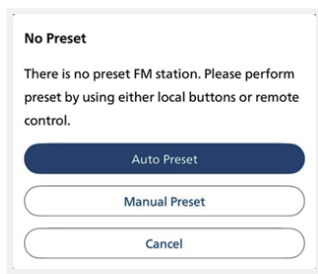 No Preset
There is no preset FM station. Please perform
preset by using either local buttons or remote
control.
Auto Preset
Manual Preset
Cancel